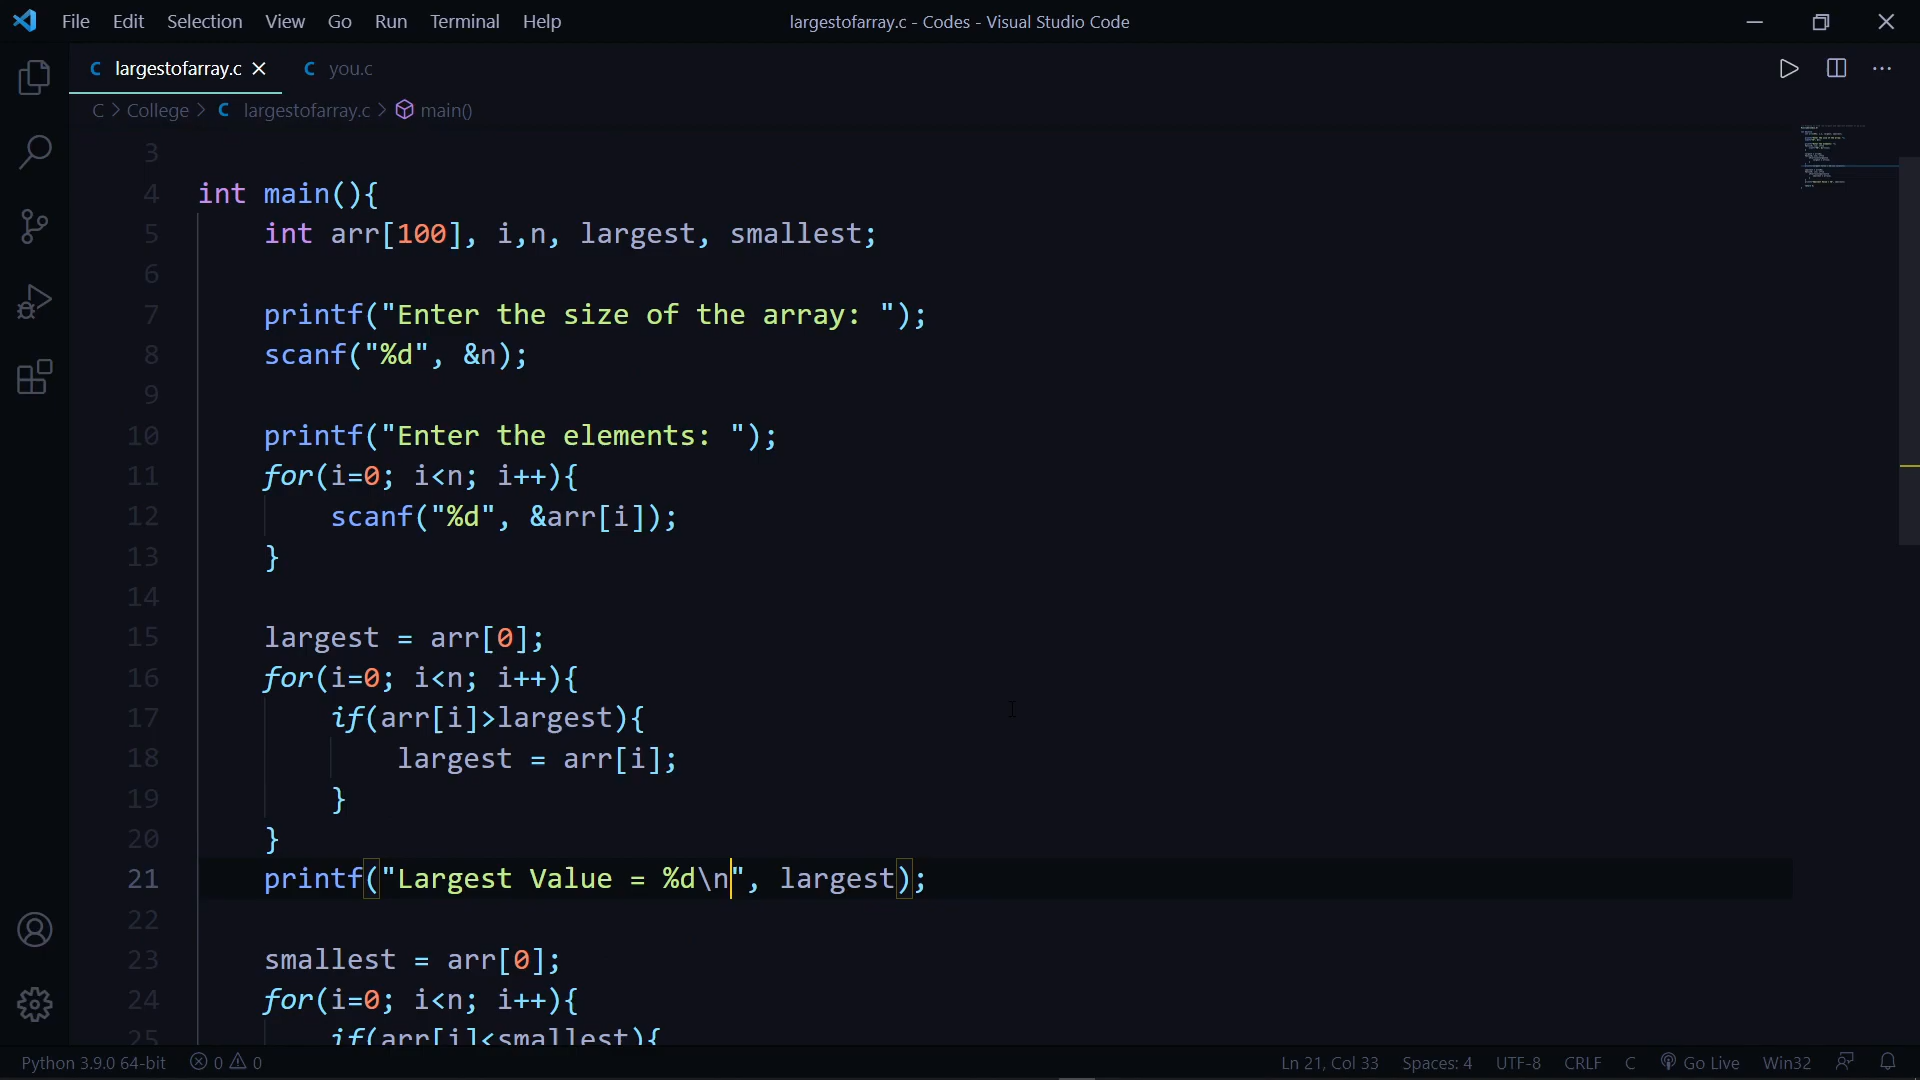 File Edit Selection View Go Run Terminal Help largestofarray.c - Codes - Visual Studio Code
C largestofarray.c C you.c
C > College > C largestofarray.c > main()
3
4 int main(){
5 int arr[100], i,n, largest, smallest;
6
7 printf("Enter the size of the array: ");
8 scanf("%d", &n);
9
10 printf("Enter the elements: ");
11 for(i=0; i<n; i++){
12 scanf("%d", &arr[i]);
13 }
14
15 largest = arr[0];
16 for(i=0; i<n; i++){
17 if(arr[i]>largest){
18 largest = arr[i];
19 }
20 }
21 printf("Largest Value = %d\n", largest);
22
23 smallest = arr[0];
24 for(i=0; i<n; i++){
25 if(arr[i]<smallest){
Python 3.9.0 64-bit 0 0 Ln 21, Col 33 Spaces: 4 UTF-8 CRLF C Go Live Win32